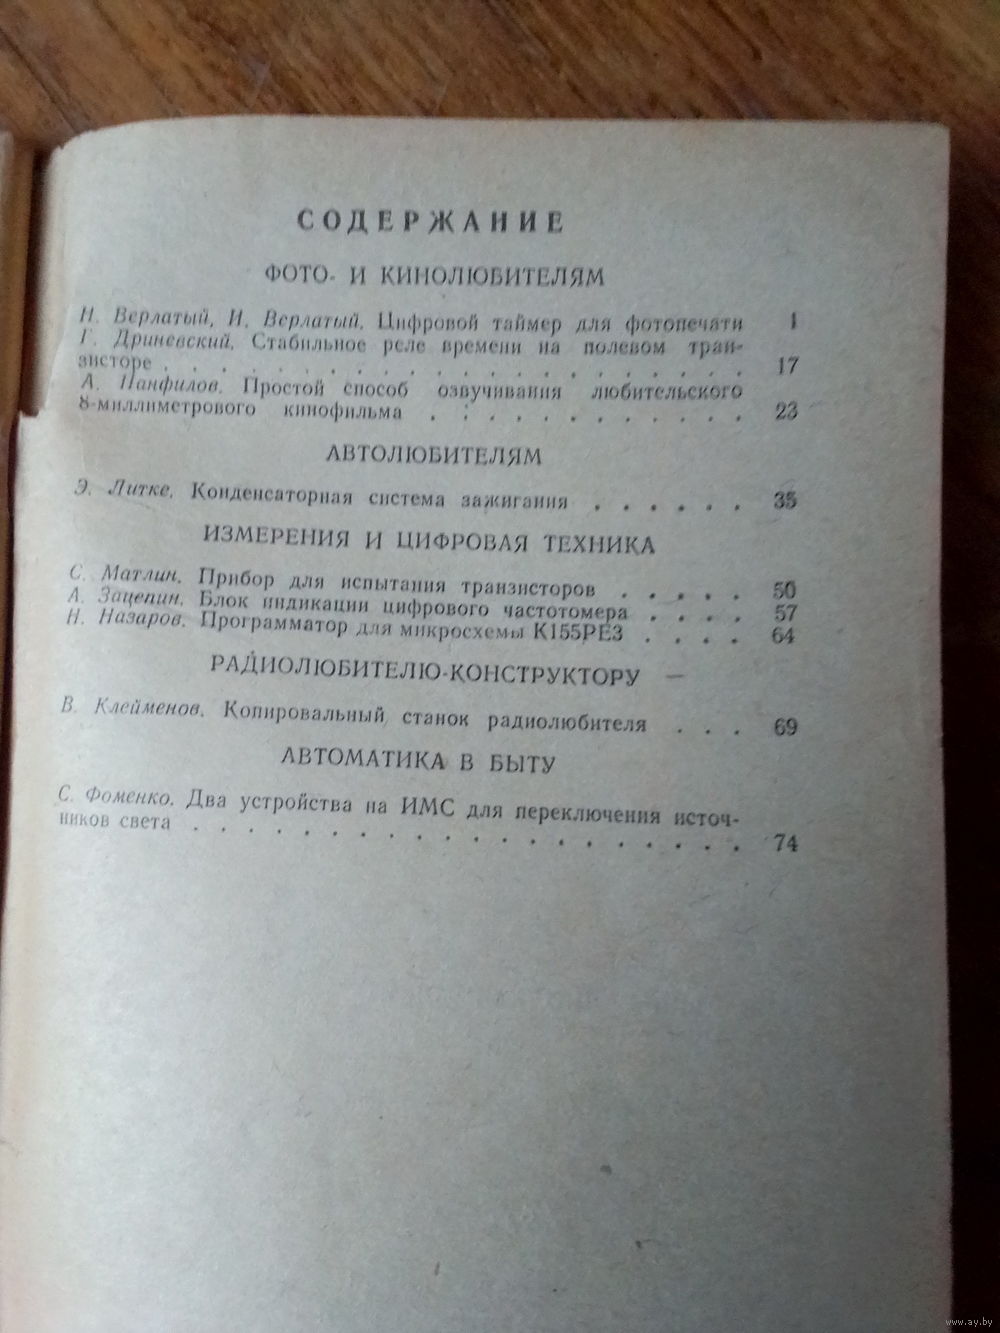 СОДЕРЖАНИЕ
ФОТО- И КИНОЛЮБИТЕЛЯМ
Н. Верлатый, И. Верлатый. Цифровой таймер для фотопечати 1
Г. Дриневский. Стабильное реле времени на полевом тран-
зисторе . . . . . . . . . . . . . . . . . . . . . 17
А. Панфилов. Простой способ озвучивания любительского
8-миллиметрового кинофильма . . . . . . . . . . . 23
АВТОЛЮБИТЕЛЯМ
Э. Литке. Конденсаторная система зажигания . . . . . . 35
ИЗМЕРЕНИЯ И ЦИФРОВАЯ ТЕХНИКА
С. Матлин. Прибор для испытания транзисторов . . . . . 50
А. Зацепин. Блок индикации цифрового частотомера . . . . 57
Н. Назаров. Программатор для микросхемы К155РЕ3 . . . . 64
РАДИОЛЮБИТЕЛЮ-КОНСТРУКТОРУ —
В. Клейменов. Копировальный станок радиолюбителя . . . 69
АВТОМАТИКА В БЫТУ
С. Фоменко. Два устройства на ИМС для переключения источ-
ников света . . . . . . . . . . . . . . . . . . . . 74
www.ay.by